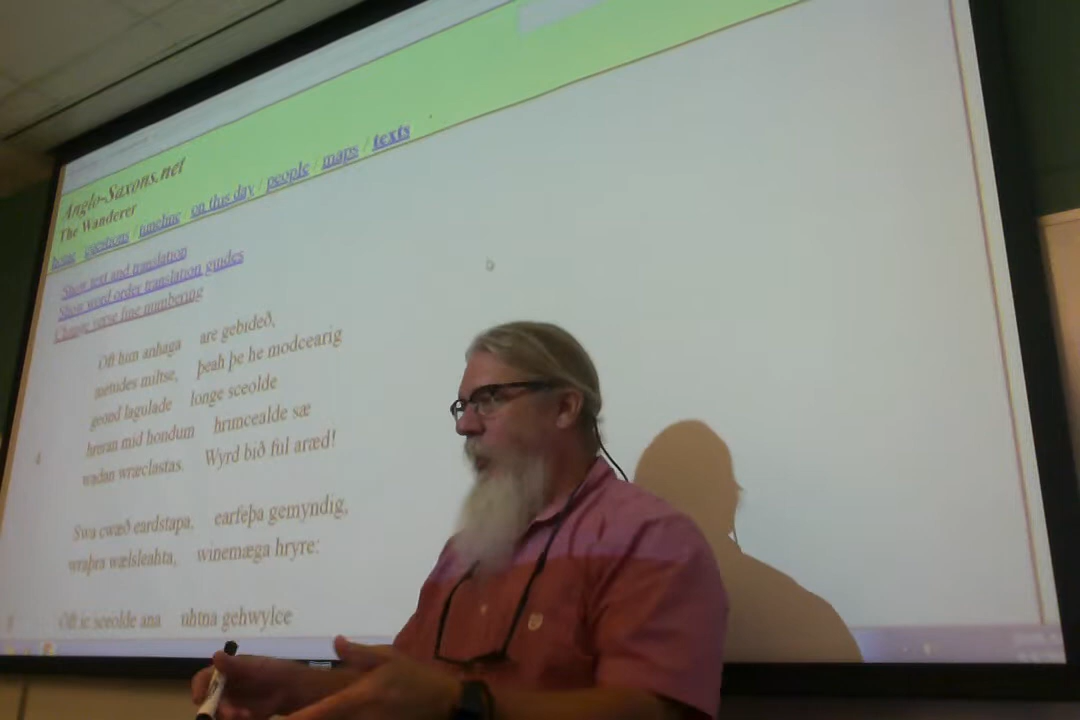 Anglo-Saxons.net
The Wanderer
home questions / timeline on this day / people / maps / texts
Show text and translation
Show word order translation guides
Change verse line numbering
Oft him anhaga are gebideð,
metudes miltse, þeah þe he modcearig
geond lagulade longe sceolde
4 hreran mid hondum hrimcealde sæ
wadan wræclastas. Wyrd bið ful aræd!
Swa cwæð eardstapa, earfeþa gemyndig,
wraþra wælsleahta, winemæga hryre:
8 Oft ic sceolde ana uhtna gehwylce